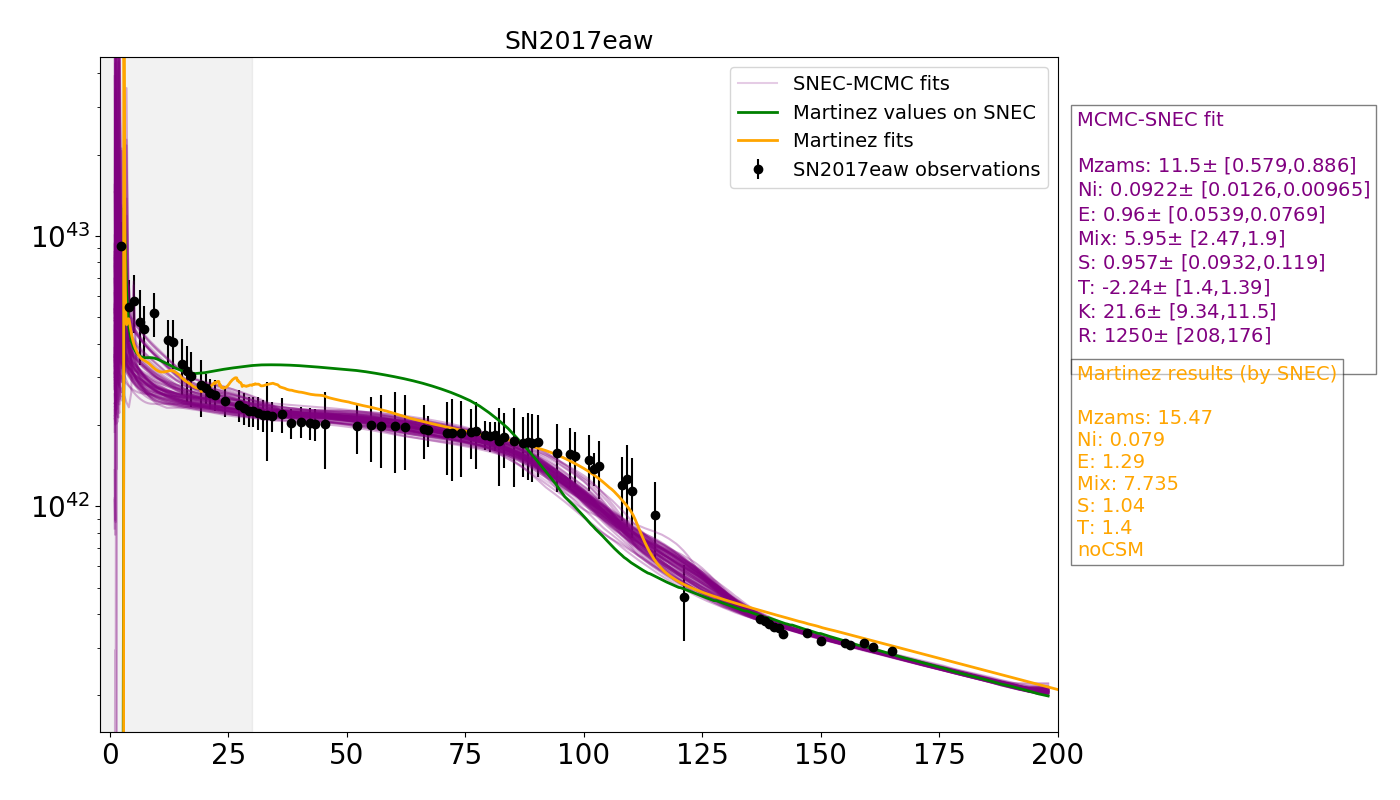 SN2017eaw
SNEC-MCMC fits
Martinez values on SNEC
Martinez fits
SN2017eaw observations
10^43
10^42
0 25 50 75 100 125 150 175 200
MCMC-SNEC fit
Mzams: 11.5± [0.579,0.886]
Ni: 0.0922± [0.0126,0.00965]
E: 0.96± [0.0539,0.0769]
Mix: 5.95± [2.47,1.9]
S: 0.957± [0.0932,0.119]
T: -2.24± [1.4,1.39]
K: 21.6± [9.34,11.5]
R: 1250± [208,176]
Martinez results (by SNEC)
Mzams: 15.47
Ni: 0.079
E: 1.29
Mix: 7.735
S: 1.04
T: 1.4
noCSM